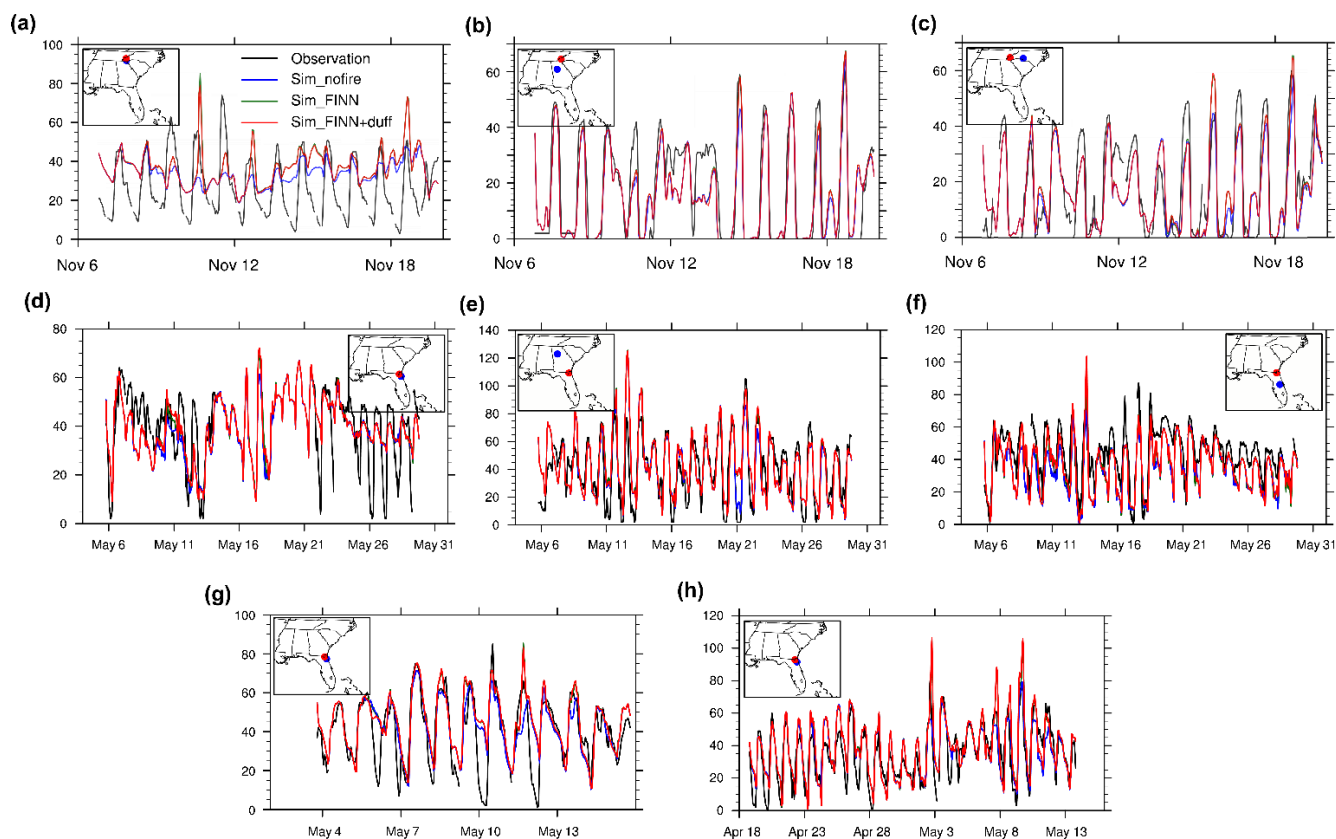 (a)
(b)
(c)
100
80
60
40
20
0
Observation
Sim_nofire
Sim_FINN
Sim_FINN+duff
Nov 6
Nov 12
Nov 18
60
40
20
0
Nov 6
Nov 12
Nov 18
60
40
20
0
Nov 6
Nov 12
Nov 18
(d)
(e)
(f)
80
60
40
20
0
May 6
May 11
May 16
May 21
May 26
May 31
140
120
100
80
60
40
20
0
May 6
May 11
May 16
May 21
May 26
May 31
120
100
80
60
40
20
0
May 6
May 11
May 16
May 21
May 26
May 31
(g)
(h)
100
80
60
40
20
0
May 4
May 7
May 10
May 13
120
100
80
60
40
20
0
Apr 18
Apr 23
Apr 28
May 3
May 8
May 13